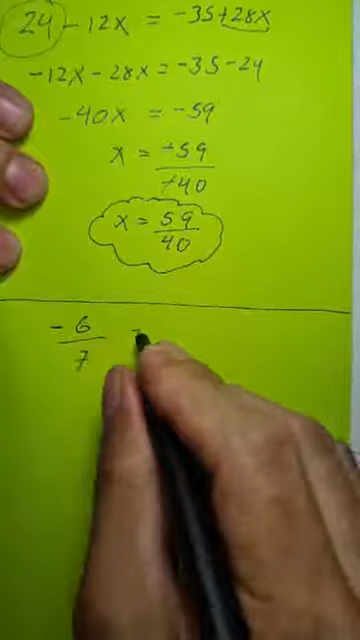 24 - 12x = -35+28x
-12x - 28x = -35 - 24
-40x = -59
x = -59
-40
x = 59
40
- 6
7